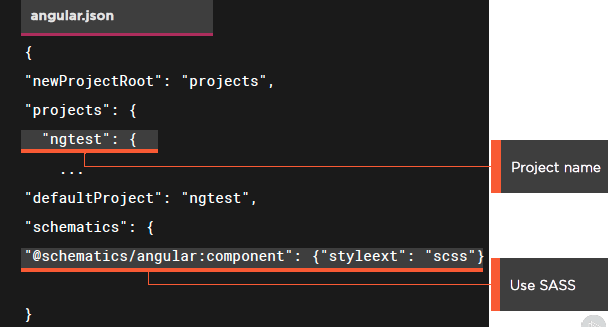 angular.json
{
"newProjectRoot": "projects",
"projects": {
"ngtest": {
...
"defaultProject": "ngtest",
"schematics": {
"@schematics/angular:component": {"styleext": "scss"}
}
Project name
Use SASS